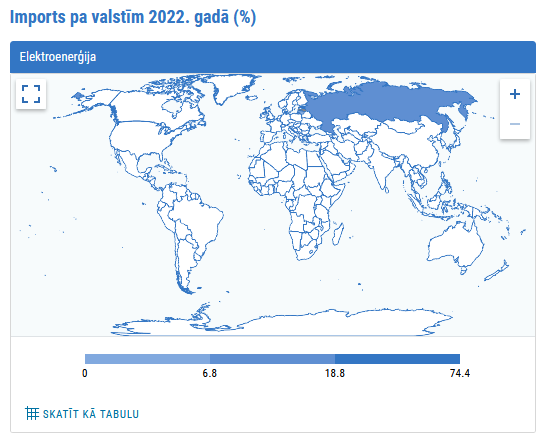 Imports pa valstīm 2022. gadā (%)
Elektroenerģija
+
−
0 6.8 18.8 74.4
SKATĪT KĀ TABULU